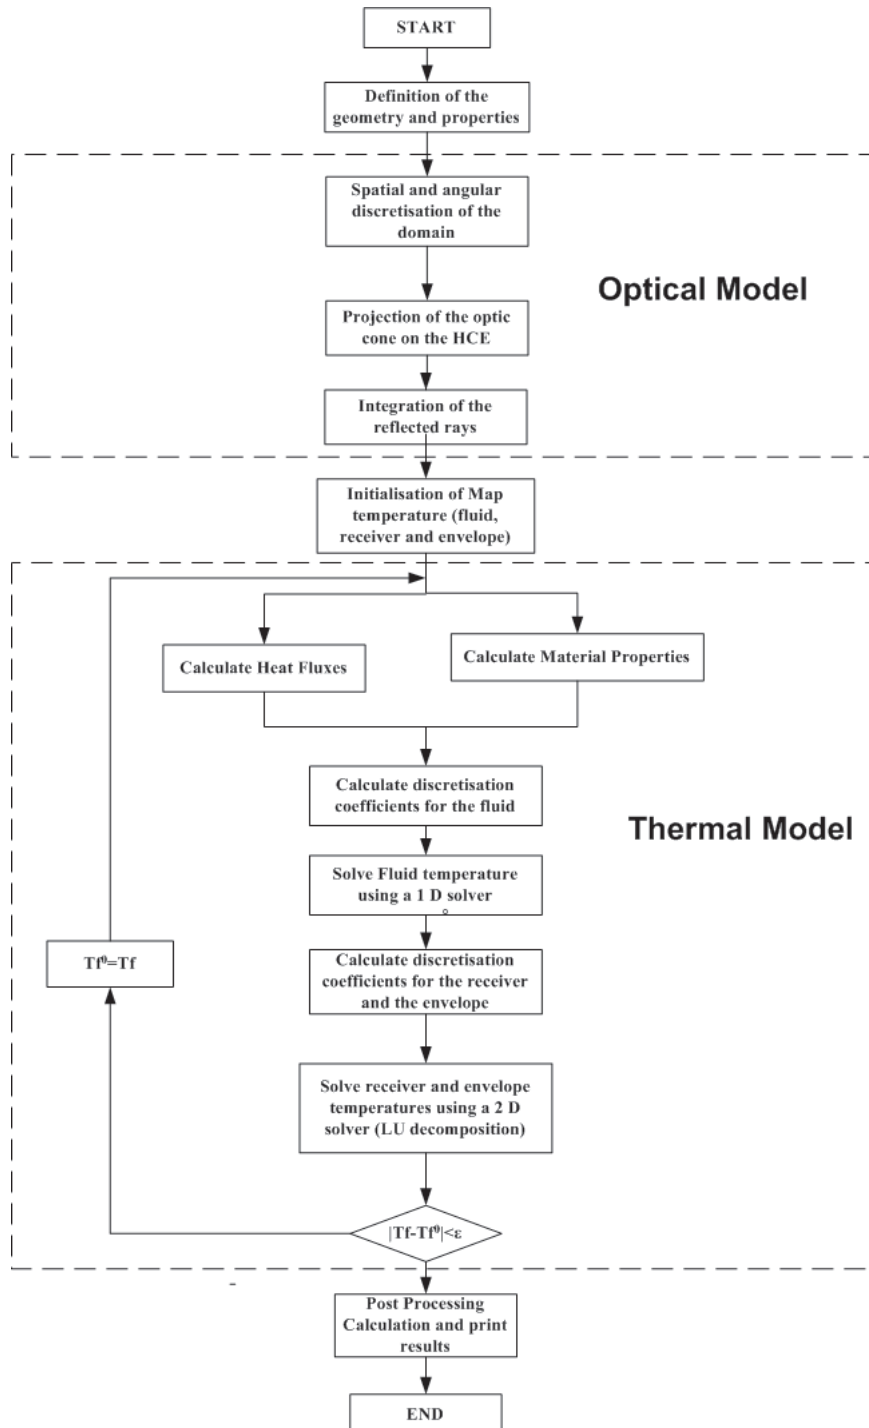 START
Definition of the
geometry and properties
Spatial and angular
discretisation of the
domain
Optical Model
Projection of the optic
cone on the HCE
Integration of the
reflected rays
Initialisation of Map
temperature (fluid,
receiver and envelope)
Calculate Heat Fluxes
Calculate Material Properties
Calculate discretisation
coefficients for the fluid
Thermal Model
Solve Fluid temperature
using a 1 D solver
Tf⁰=Tf
Calculate discretisation
coefficients for the receiver
and the envelope
Solve receiver and envelope
temperatures using a 2 D
solver (LU decomposition)
|Tf-Tf⁰|<ε
Post Processing
Calculation and print
results
END